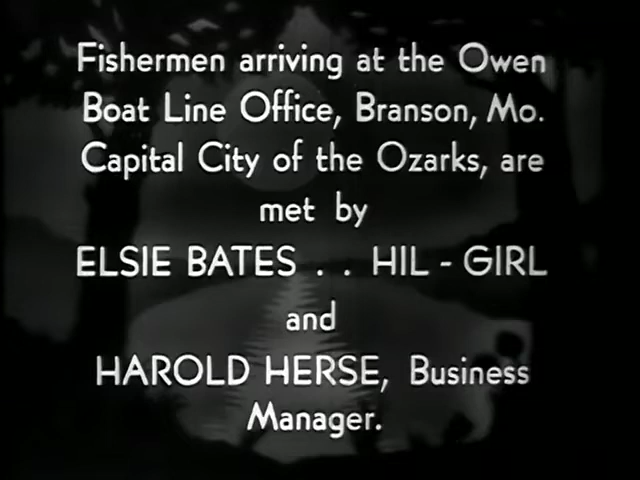 Fishermen arriving at the Owen
Boat Line Office, Branson, Mo.
Capital City of the Ozarks, are
met by
ELSIE BATES . . HIL - GIRL
and
HAROLD HERSE, Business
Manager.